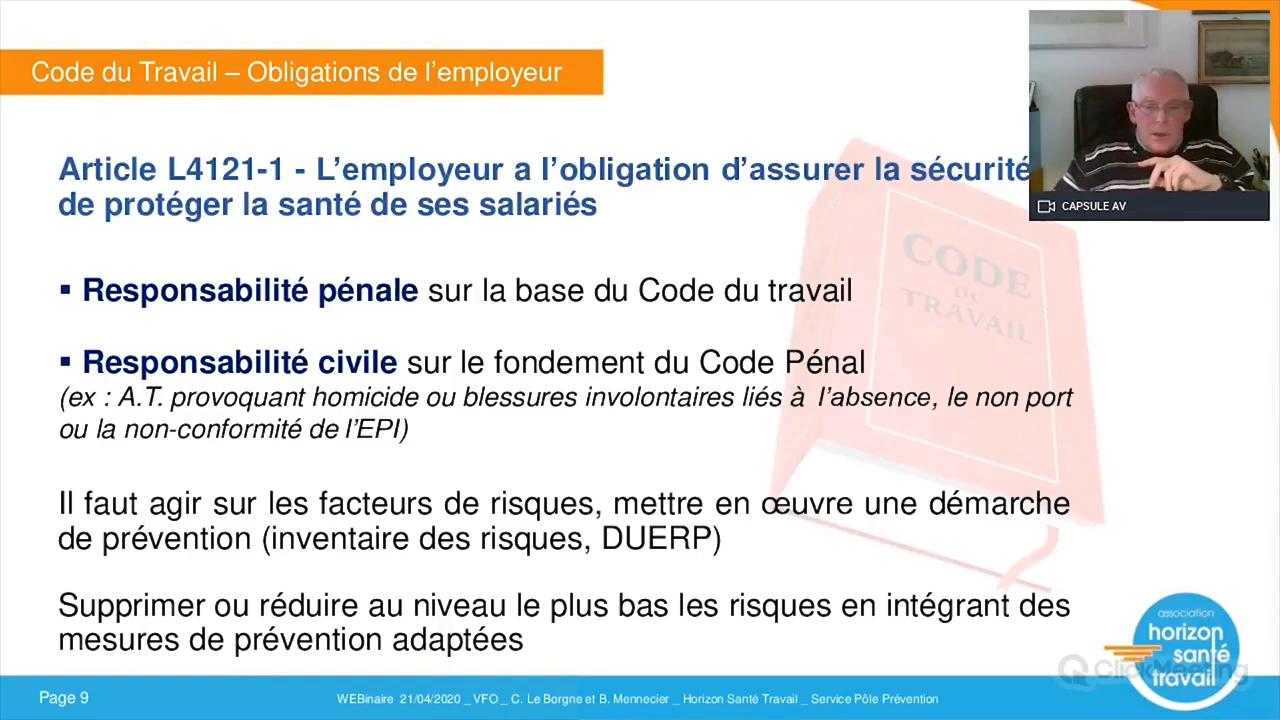 Code du Travail – Obligations de l'employeur
Article L4121-1 - L'employeur a l'obligation d'assurer la sécurité
de protéger la santé de ses salariés
CAPSULE AV
CODE
DU
TRAVAIL
▪ Responsabilité pénale sur la base du Code du travail
▪ Responsabilité civile sur le fondement du Code Pénal
(ex : A.T. provoquant homicide ou blessures involontaires liés à l'absence, le non port
ou la non-conformité de l'EPI)
Il faut agir sur les facteurs de risques, mettre en œuvre une démarche
de prévention (inventaire des risques, DUERP)
Supprimer ou réduire au niveau le plus bas les risques en intégrant des
mesures de prévention adaptées
association
horizon
santé
travail
ClickMeeting
Page 9
WEBinaire 21/04/2020 _ VFO _ C. Le Borgne et B. Mennecier _ Horizon Santé Travail _ Service Pôle Prévention